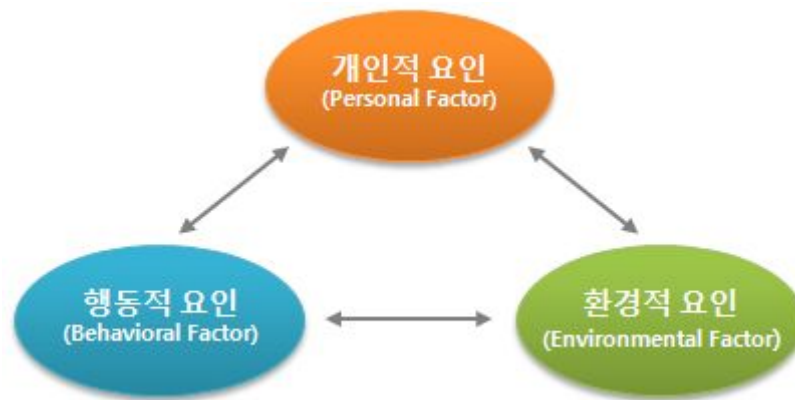 개인적 요인
(Personal Factor)
행동적 요인
(Behavioral Factor)
환경적 요인
(Environmental Factor)